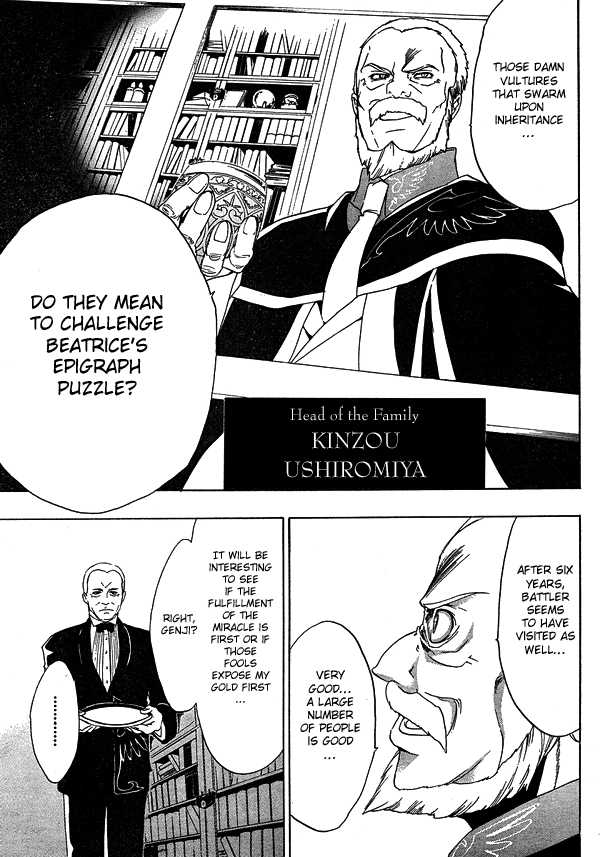 THOSE DAMN
VULTURES
THAT SWARM
UPON
INHERITANCE
...
DO THEY MEAN
TO CHALLENGE
BEATRICE'S
EPIGRAPH
PUZZLE?
Head of the Family
KINZOU
USHIROMIYA
AFTER SIX
YEARS,
BATTLER
SEEMS
TO HAVE
VISITED AS
WELL...
VERY
GOOD...
A LARGE
NUMBER
OF PEOPLE
IS GOOD
...
IT WILL BE
INTERESTING
TO SEE
IF THE
FULFILLMENT
OF THE
MIRACLE IS
FIRST OR IF
THOSE
FOOLS
EXPOSE MY
GOLD FIRST
...
RIGHT,
GENJI?
..........